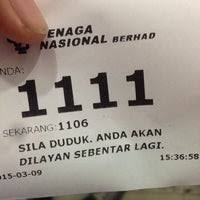 TENAGA
NASIONAL BERHAD
NDA:
1111
SEKARANG: 1106
SILA DUDUK. ANDA AKAN
DILAYAN SEBENTAR LAGI.
15:36:58
015-03-09